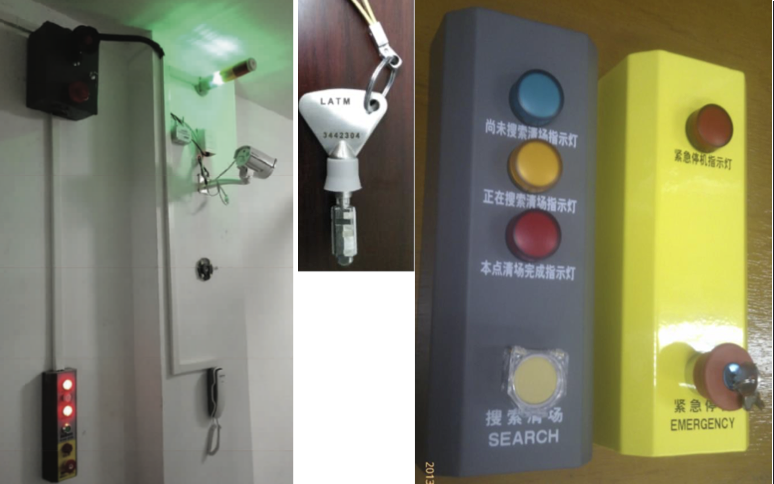 LATM
3442304
尚未搜索清场指示灯
正在搜索清场指示灯
本点清场完成指示灯
搜索清场
SEARCH
紧急停机指示灯
紧急停
EMERGENCY
2013